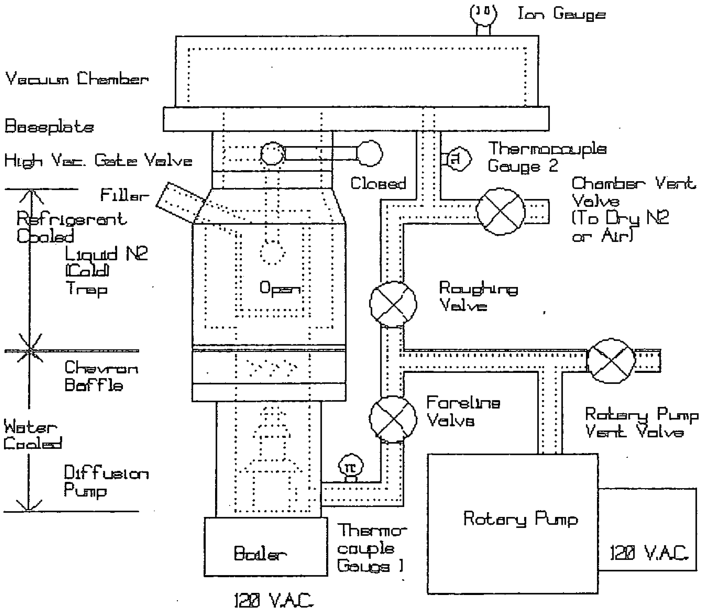 Ion Gauge
Vacuum Chamber
Baseplate
High Vac. Gate Valve
Thermocouple
Gauge 2
Closed
Filler
Chamber Vent
Valve
(To Dry N2
or Air)
Refrigerant
Cooled
Liquid N2
(Cold)
Trap
Open
Roughing
Valve
Chevron
Baffle
Foreline
Valve
Rotary Pump
Vent Valve
Water
Cooled
Diffusion
Pump
Thermo-
couple
Gauge 1
Boiler
Rotary Pump
120 V.A.C.
120 V.A.C.